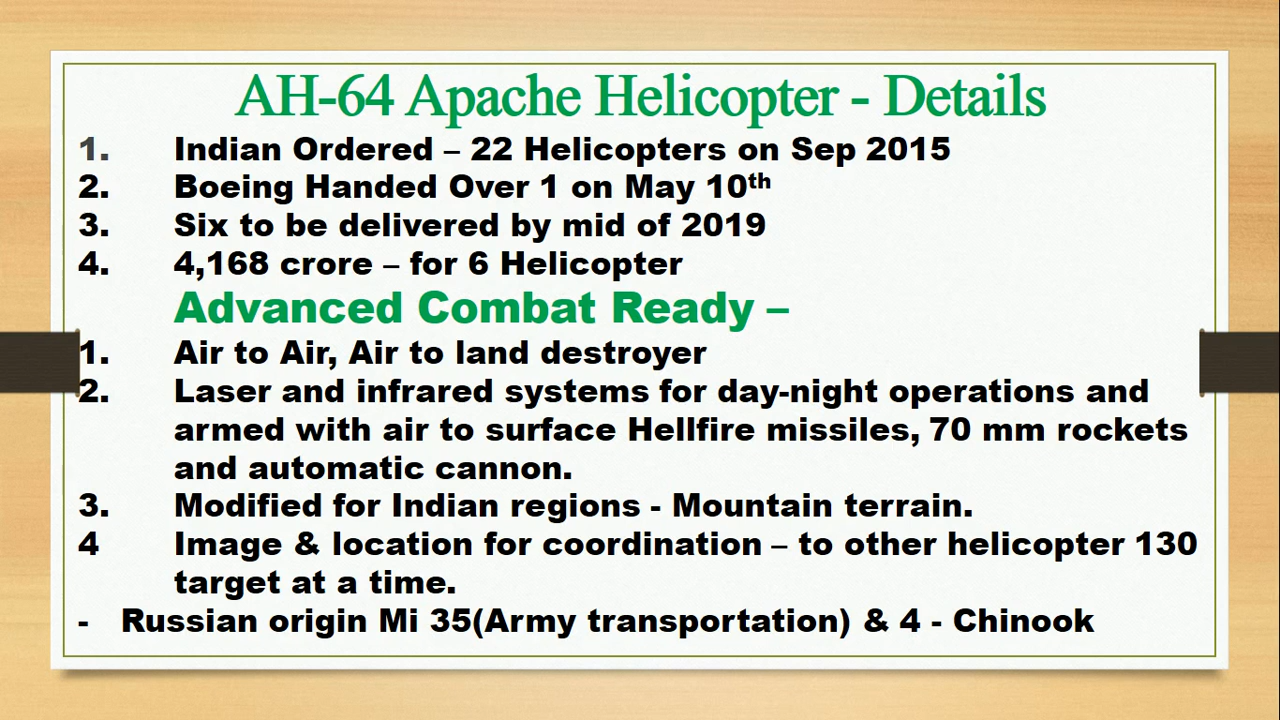 AH-64 Apache Helicopter - Details
1. Indian Ordered – 22 Helicopters on Sep 2015
2. Boeing Handed Over 1 on May 10th
3. Six to be delivered by mid of 2019
4. 4,168 crore – for 6 Helicopter
Advanced Combat Ready –
1. Air to Air, Air to land destroyer
2. Laser and infrared systems for day-night operations and
armed with air to surface Hellfire missiles, 70 mm rockets
and automatic cannon.
3. Modified for Indian regions - Mountain terrain.
4 Image & location for coordination – to other helicopter 130
target at a time.
- Russian origin Mi 35(Army transportation) & 4 - Chinook